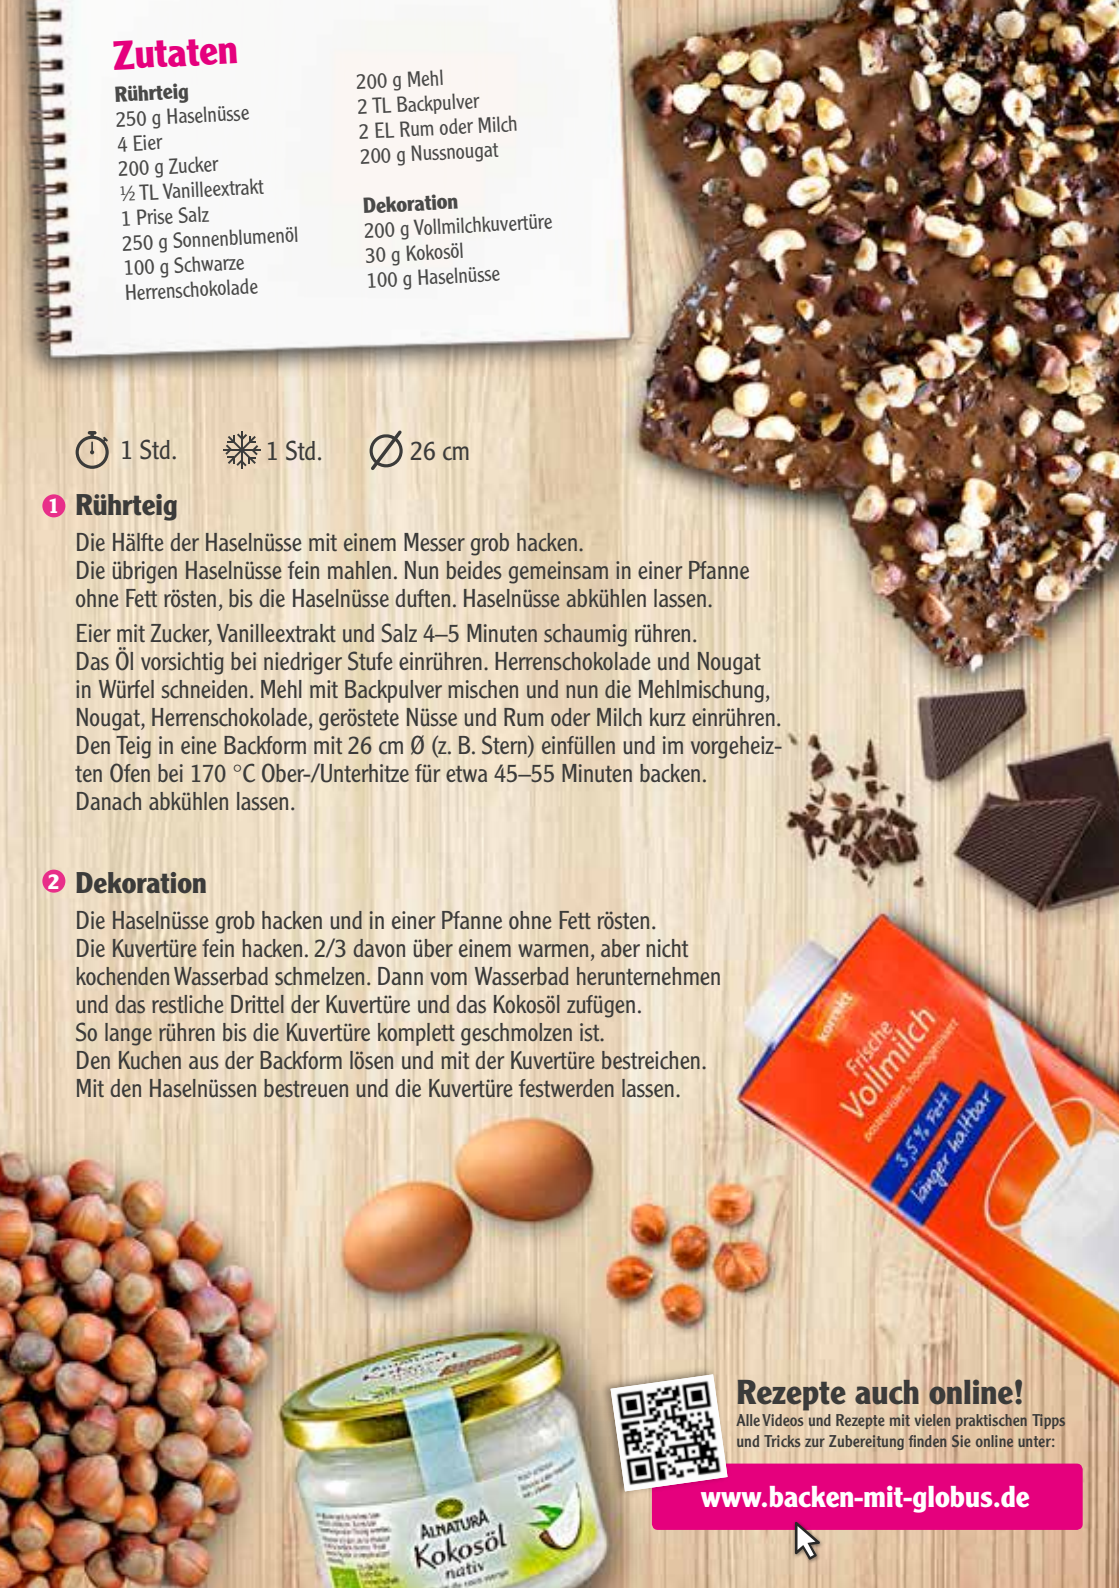 Zutaten
Rührteig
250 g Haselnüsse
4 Eier
200 g Zucker
½ TL Vanilleextrakt
1 Prise Salz
250 g Sonnenblumenöl
100 g Schwarze
Herrenschokolade
200 g Mehl
2 TL Backpulver
2 EL Rum oder Milch
200 g Nussnougat
Dekoration
200 g Vollmilchkuvertüre
30 g Kokosöl
100 g Haselnüsse
1 Std.
1 Std.
26 cm
1 Rührteig
Die Hälfte der Haselnüsse mit einem Messer grob hacken.
Die übrigen Haselnüsse fein mahlen. Nun beides gemeinsam in einer Pfanne
ohne Fett rösten, bis die Haselnüsse duften. Haselnüsse abkühlen lassen.
Eier mit Zucker, Vanilleextrakt und Salz 4–5 Minuten schaumig rühren.
Das Öl vorsichtig bei niedriger Stufe einrühren. Herrenschokolade und Nougat
in Würfel schneiden. Mehl mit Backpulver mischen und nun die Mehlmischung,
Nougat, Herrenschokolade, geröstete Nüsse und Rum oder Milch kurz einrühren.
Den Teig in eine Backform mit 26 cm Ø (z. B. Stern) einfüllen und im vorgeheiz-
ten Ofen bei 170 °C Ober-/Unterhitze für etwa 45–55 Minuten backen.
Danach abkühlen lassen.
2 Dekoration
Die Haselnüsse grob hacken und in einer Pfanne ohne Fett rösten.
Die Kuvertüre fein hacken. 2/3 davon über einem warmen, aber nicht
kochenden Wasserbad schmelzen. Dann vom Wasserbad herunternehmen
und das restliche Drittel der Kuvertüre und das Kokosöl zufügen.
So lange rühren bis die Kuvertüre komplett geschmolzen ist.
Den Kuchen aus der Backform lösen und mit der Kuvertüre bestreichen.
Mit den Haselnüssen bestreuen und die Kuvertüre festwerden lassen.
korrekt
Frische
Vollmilch
pasteurisiert, homogenisiert
3,5% Fett
länger haltbar
ALNATURA
Kokosöl
nativ
Rezepte auch online!
Alle Videos und Rezepte mit vielen praktischen Tipps
und Tricks zur Zubereitung finden Sie online unter:
www.backen-mit-globus.de